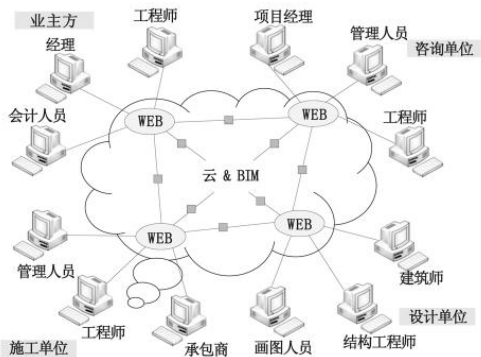 业主方
工程师
项目经理
经理
管理人员
咨询单位
会计人员
WEB
WEB
工程师
云 & BIM
WEB
WEB
管理人员
建筑师
工程师
承包商
画图人员
结构工程师
设计单位
施工单位